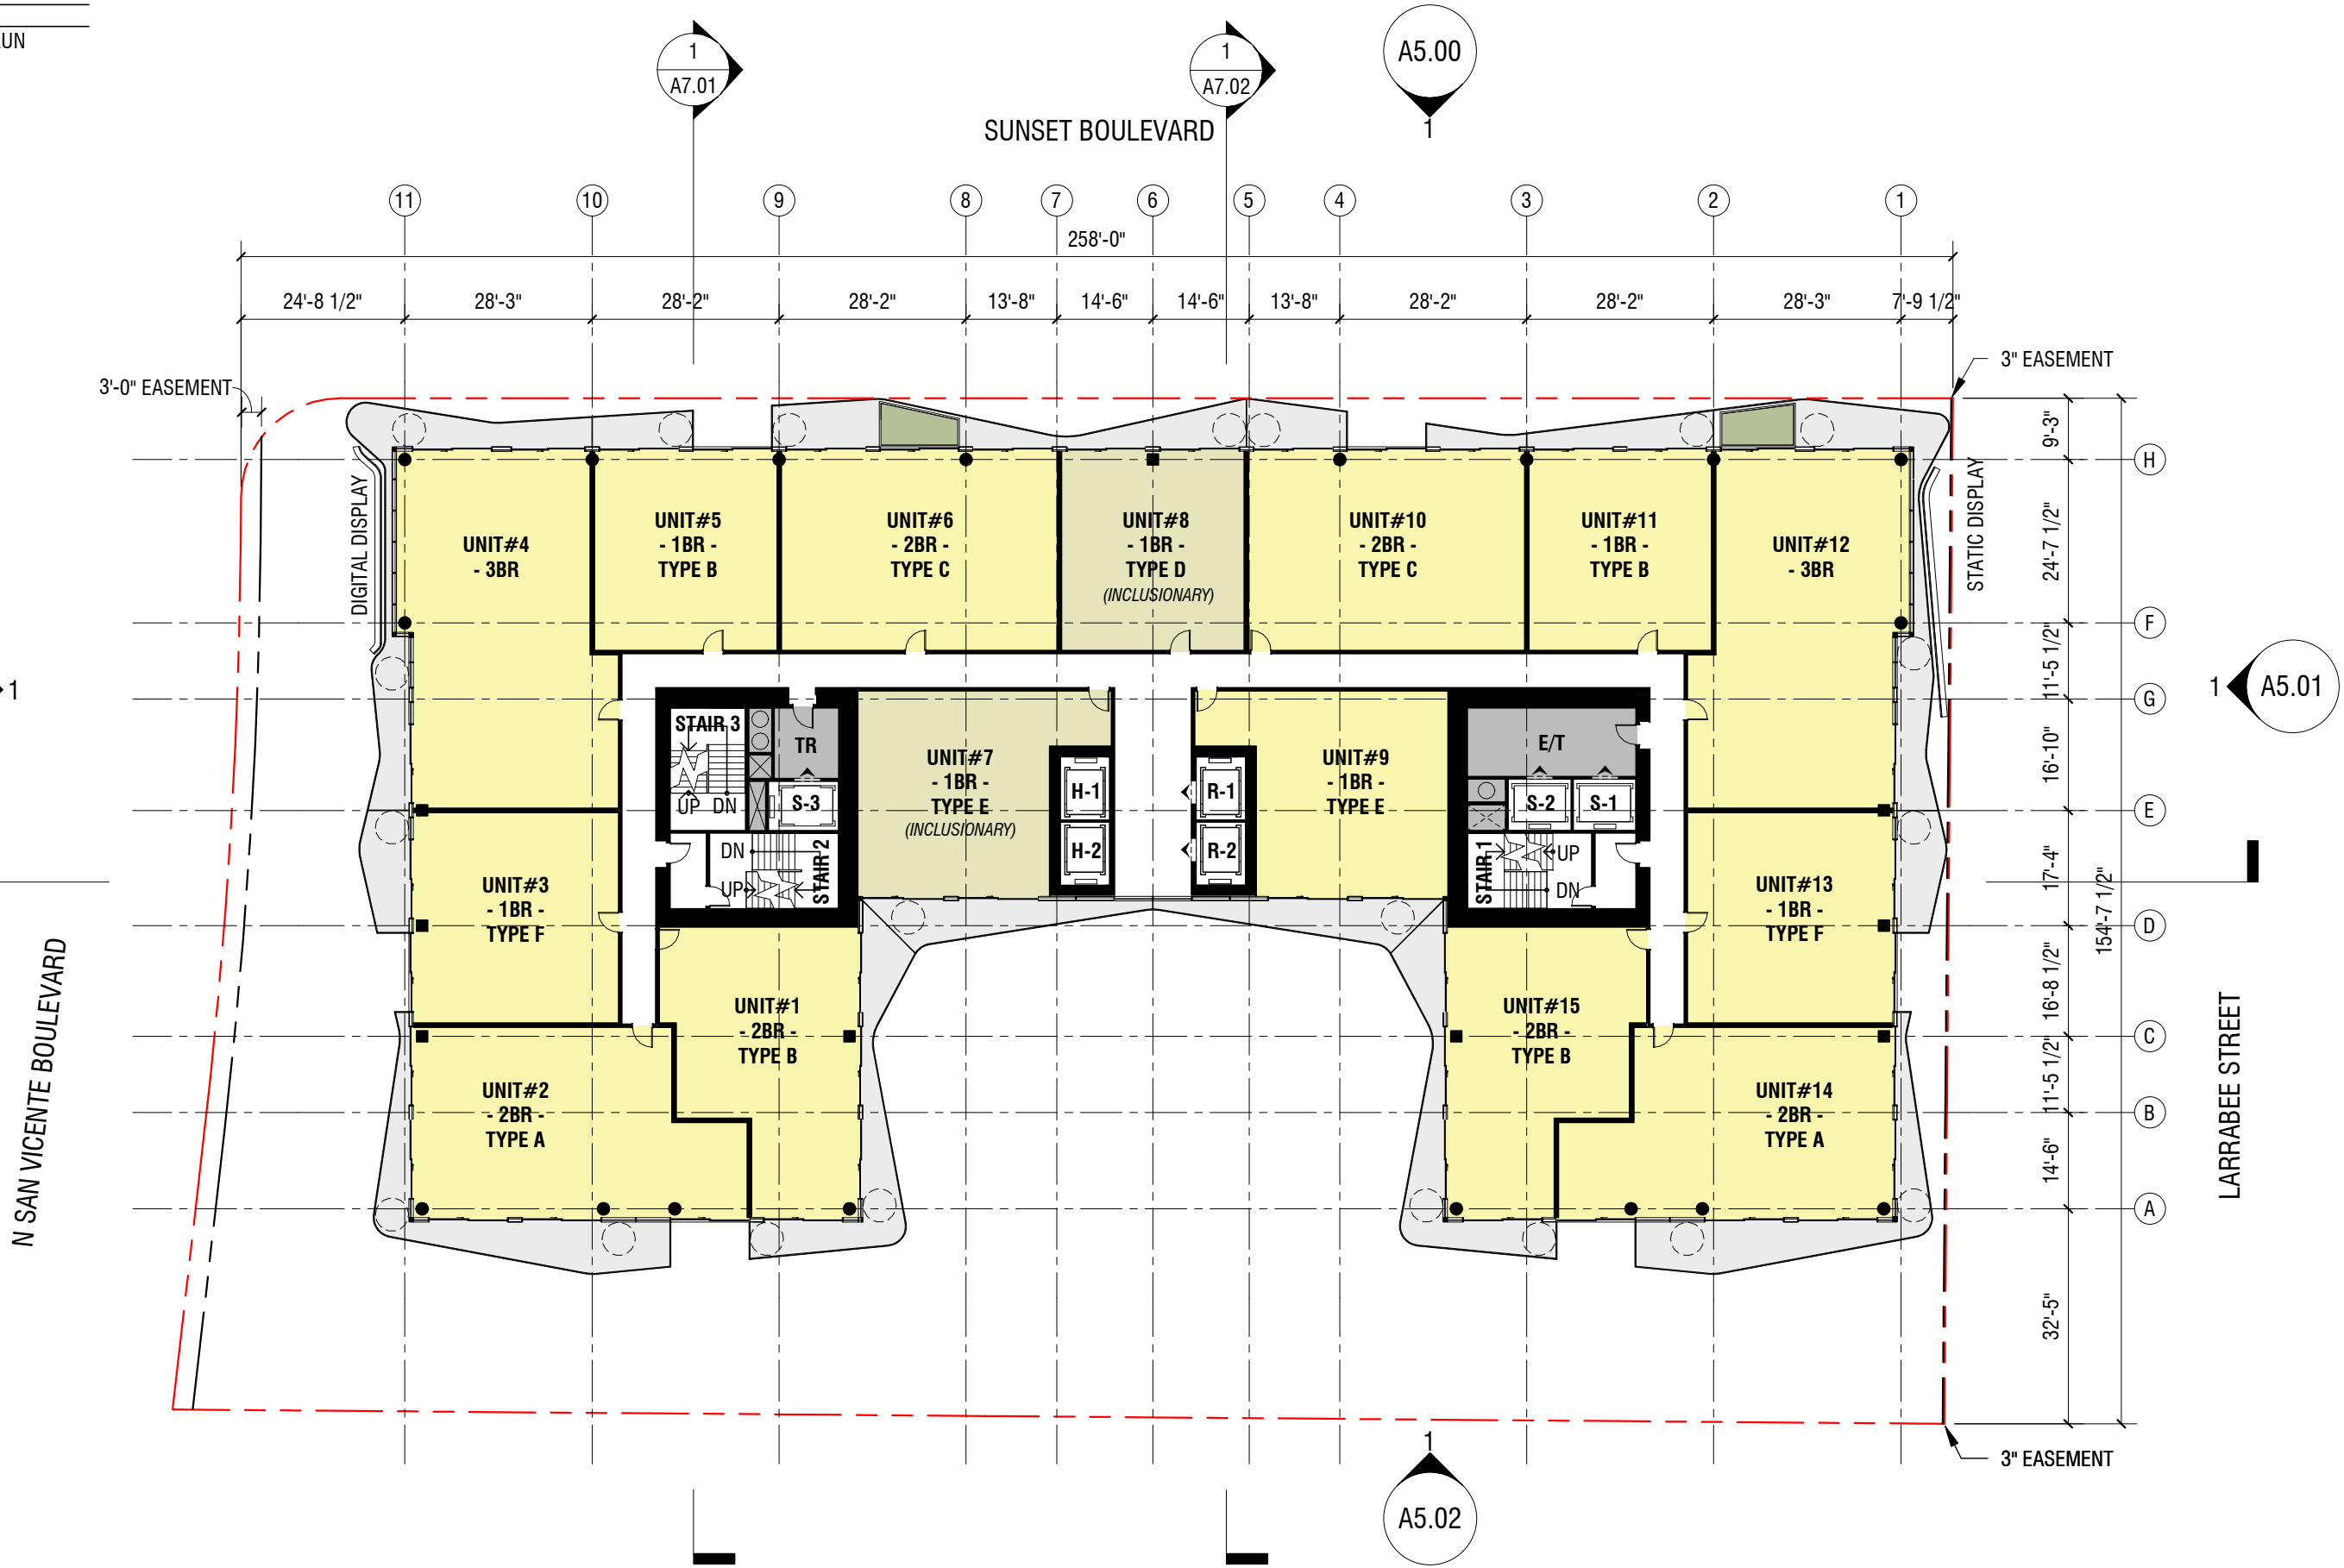 1
A7.01
1
A7.02
A5.00
1
SUNSET BOULEVARD
11
10
9
8
7
6
5
4
3
2
1
258'-0"
24'-8 1/2"
28'-3"
28'-2"
28'-2"
13'-8"
14'-6"
14'-6"
13'-8"
28'-2"
28'-2"
28'-3"
7'-9 1/2"
3'-0" EASEMENT
3" EASEMENT
DIGITAL DISPLAY
STATIC DISPLAY
UNIT#4
- 3BR
UNIT#5
- 1BR -
TYPE B
UNIT#6
- 2BR -
TYPE C
UNIT#8
- 1BR -
TYPE D
(INCLUSIONARY)
UNIT#10
- 2BR -
TYPE C
UNIT#11
- 1BR -
TYPE B
UNIT#12
- 3BR
9'-3"
H
24'-7 1/2"
F
11'-5 1/2"
G
16'-10"
E
17'-4"
D
154'-7 1/2"
16'-8 1/2"
C
11'-5 1/2"
B
14'-6"
A
32'-5"
1
1
A5.01
STAIR 3
UP
DN
TR
S-3
DN
UP
STAIR 2
UNIT#7
- 1BR -
TYPE E
(INCLUSIONARY)
H-1
H-2
R-1
R-2
UNIT#9
- 1BR -
TYPE E
E/T
S-2
S-1
STAIR 1
UP
DN
UNIT#3
- 1BR -
TYPE F
UNIT#13
- 1BR -
TYPE F
UNIT#1
- 2BR -
TYPE B
UNIT#15
- 2BR -
TYPE B
UNIT#2
- 2BR -
TYPE A
UNIT#14
- 2BR -
TYPE A
N SAN VICENTE BOULEVARD
LARRABEE STREET
3" EASEMENT
1
A5.02